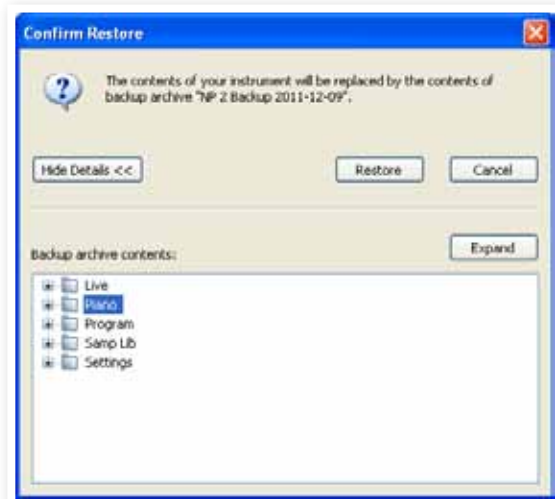 Confirm Restore
?
The contents of your instrument will be replaced by the contents of
backup archive "NP 2 Backup 2011-12-09".
Hide Details <<
Restore
Cancel
Expand
Backup archive contents:
Live
Piano
Program
Samp Lib
Settings